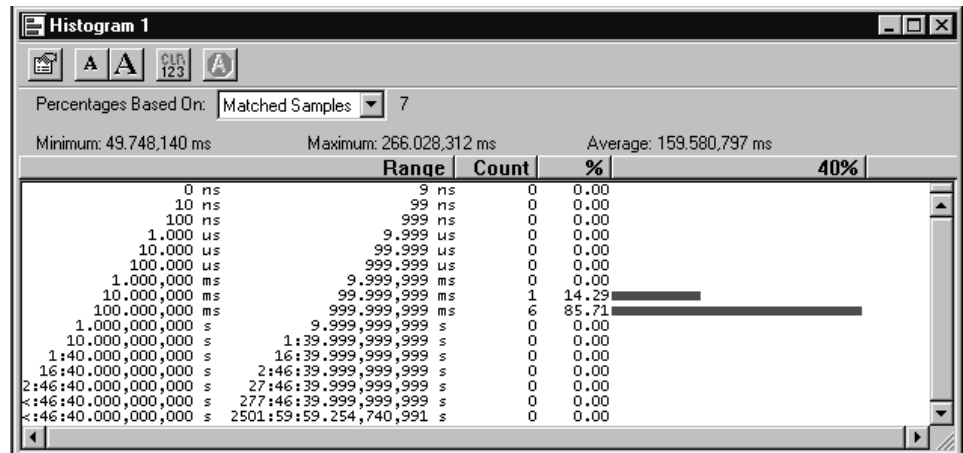 Histogram 1
A A CLR 123 A
Percentages Based On: Matched Samples 7
Minimum: 49.748,140 ms Maximum: 266.028,312 ms Average: 159.580,797 ms
Range Count % 40%
0 ns 9 ns 0 0.00
10 ns 99 ns 0 0.00
100 ns 999 ns 0 0.00
1.000 us 9.999 us 0 0.00
10.000 us 99.999 us 0 0.00
100.000 us 999.999 us 0 0.00
1.000,000 ms 9.999,999 ms 0 0.00
10.000,000 ms 99.999,999 ms 1 14.29
100.000,000 ms 999.999,999 ms 6 85.71
1.000,000,000 s 9.999,999,999 s 0 0.00
10.000,000,000 s 1:39.999,999,999 s 0 0.00
1:40.000,000,000 s 16:39.999,999,999 s 0 0.00
16:40.000,000,000 s 2:46:39.999,999,999 s 0 0.00
2:46:40.000,000,000 s 27:46:39.999,999,999 s 0 0.00
<:46:40.000,000,000 s 277:46:39.999,999,999 s 0 0.00
<:46:40.000,000,000 s 2501:59:59.254,740,991 s 0 0.00